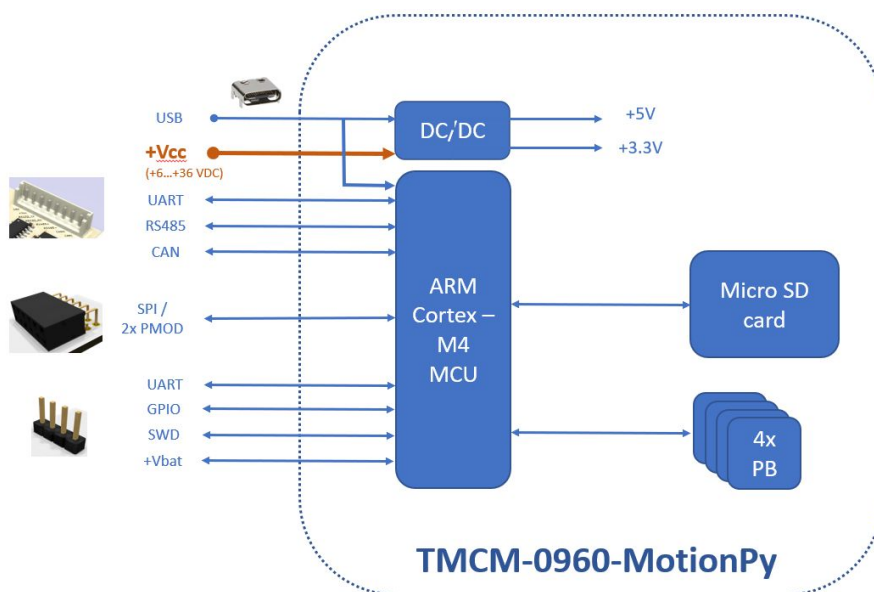 USB
+Vcc
(+6...+36 VDC)
UART
RS485
CAN
SPI /
2x PMOD
UART
GPIO
SWD
+Vbat
DC/'DC
+5V
+3.3V
ARM
Cortex –
M4
MCU
Micro SD
card
4x
PB
TMCM-0960-MotionPy